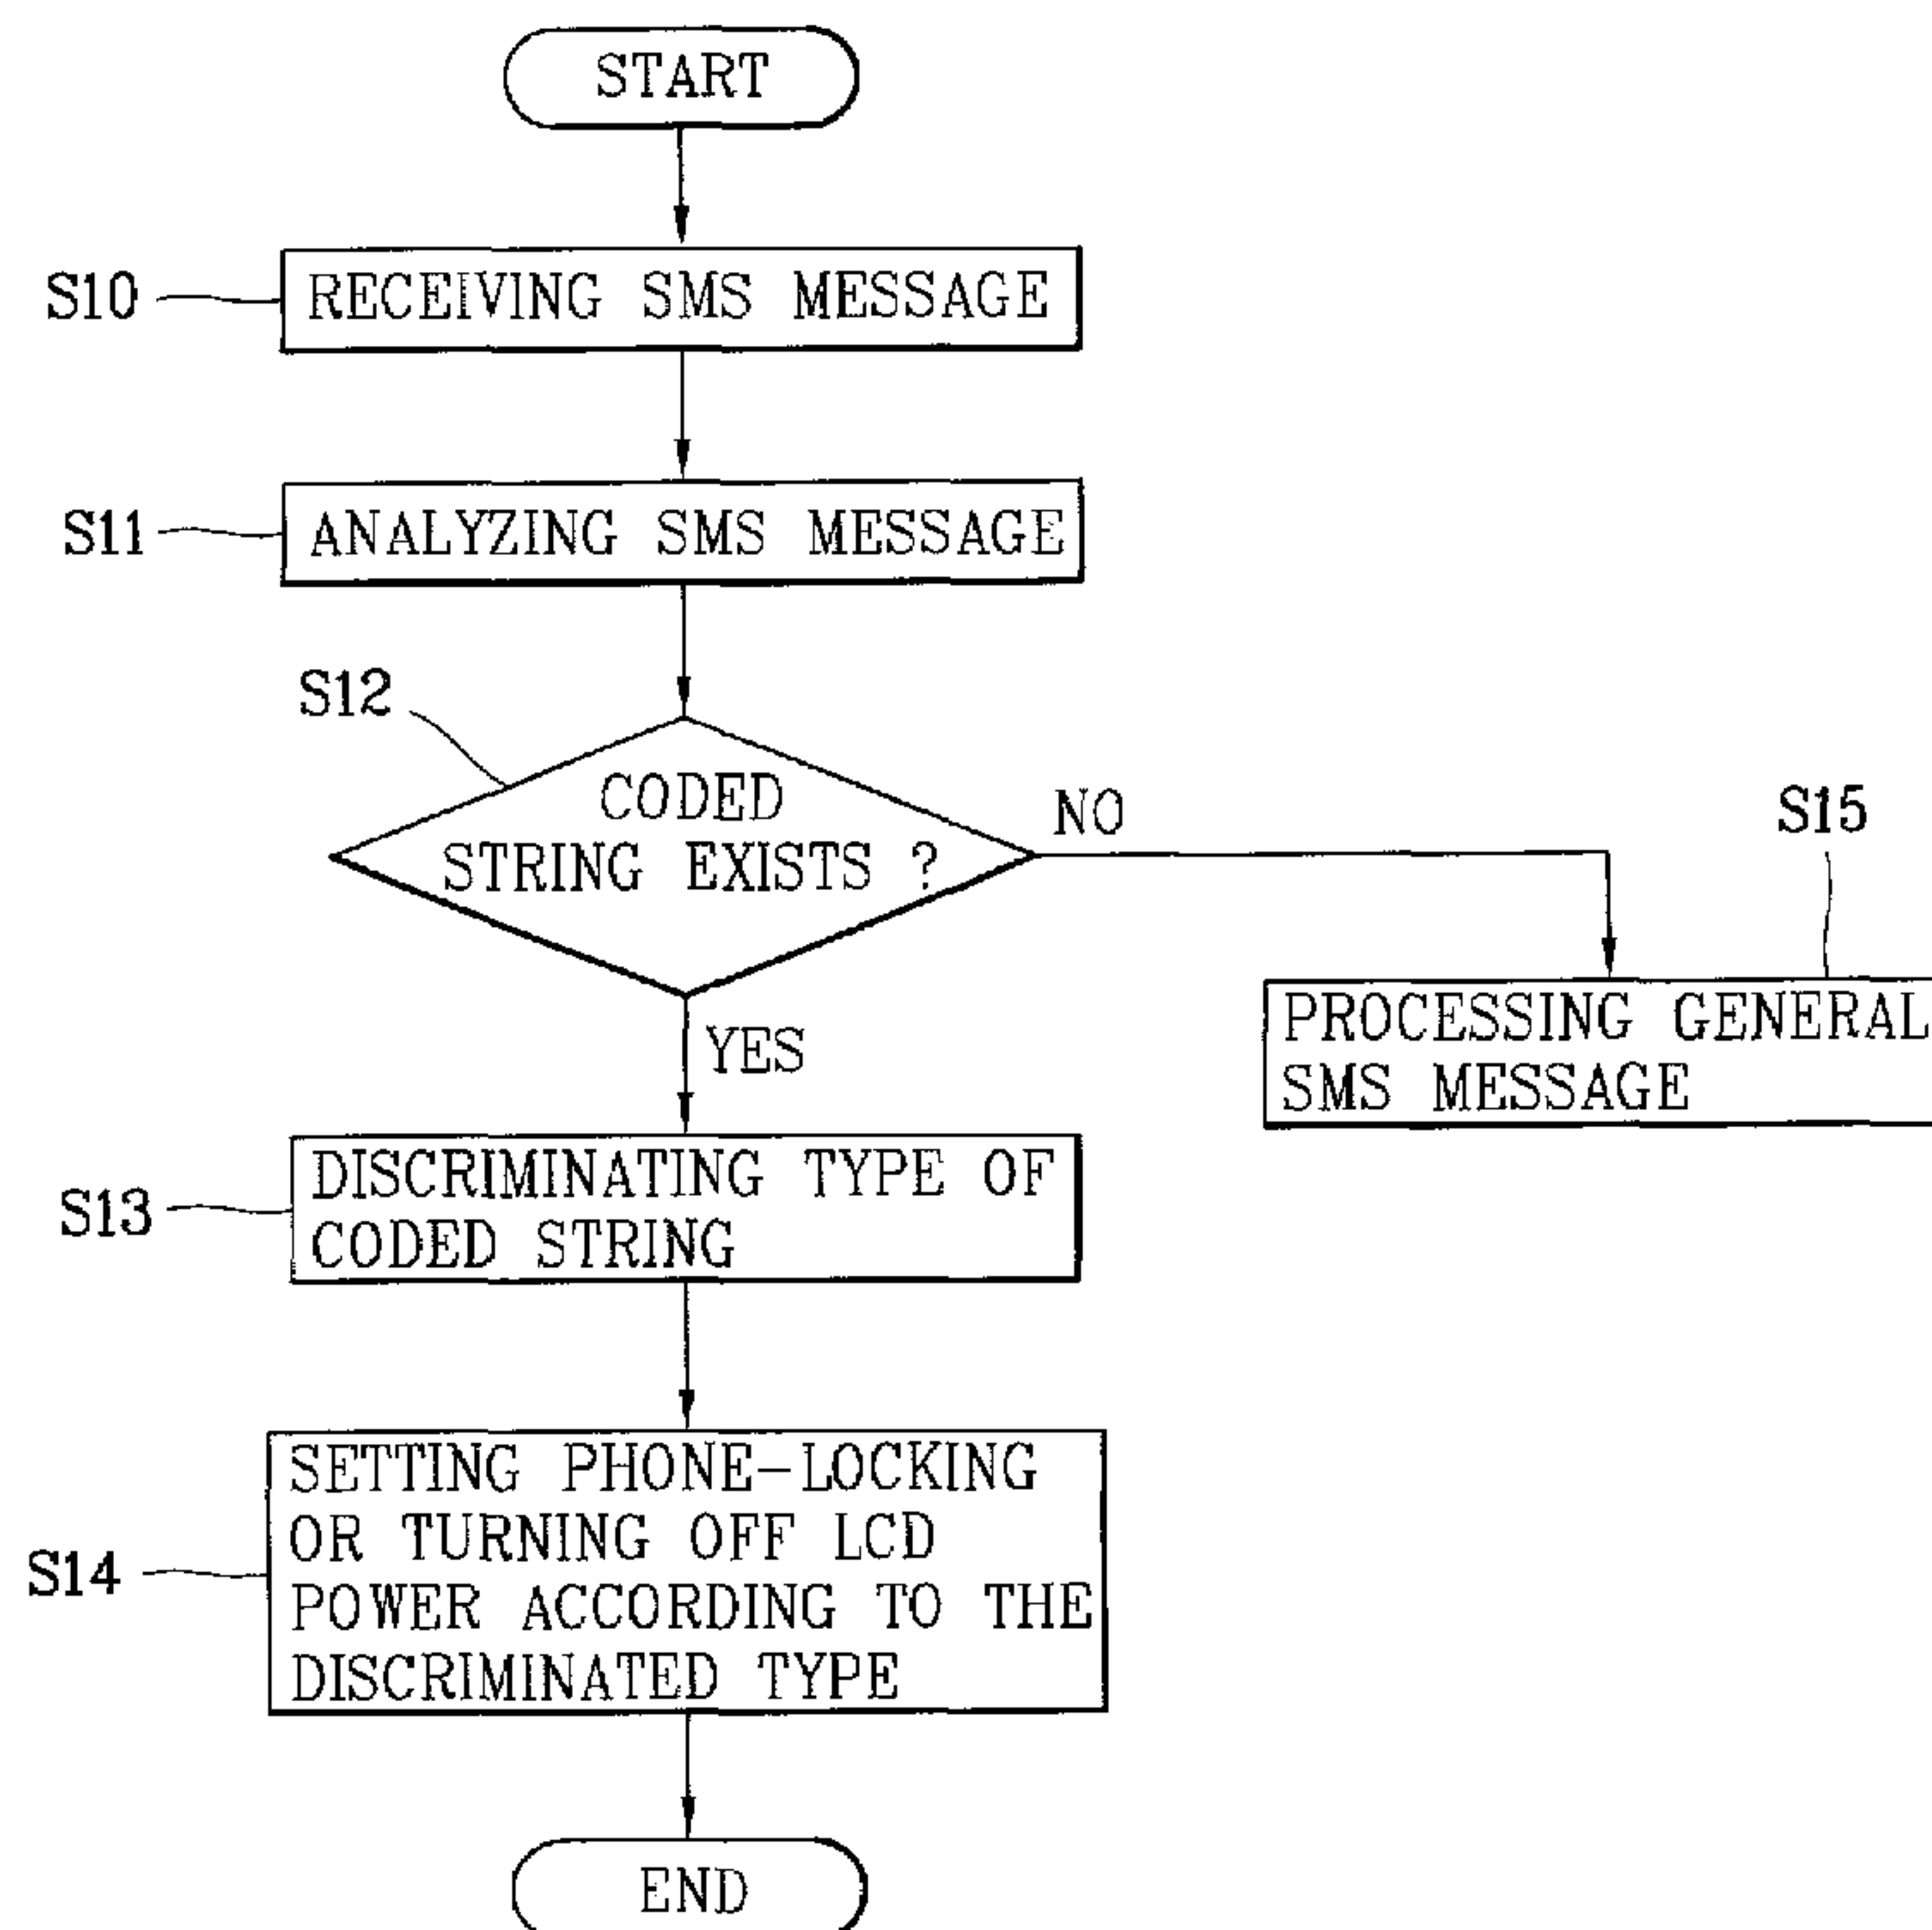 START
S10
RECEIVING SMS MESSAGE
S11
ANALYZING SMS MESSAGE
S12
CODED
STRING EXISTS ?
NO
S15
PROCESSING GENERAL
SMS MESSAGE
YES
S13
DISCRIMINATING TYPE OF
CODED STRING
S14
SETTING PHONE-LOCKING
OR TURNING OFF LCD
POWER ACCORDING TO THE
DISCRIMINATED TYPE
END